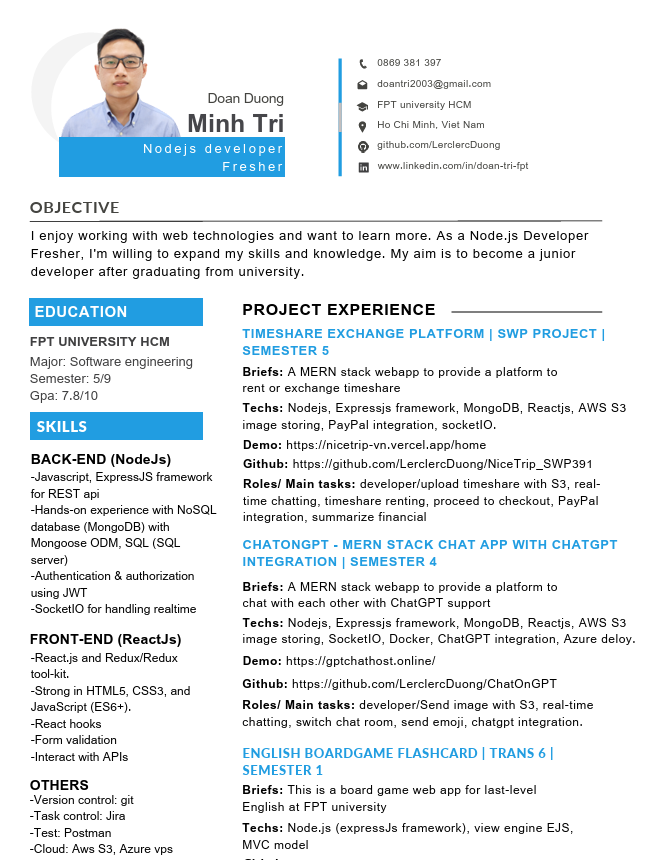 Doan Duong
Minh Tri
Nodejs developer
Fresher
0869 381 397
doantri2003@gmail.com
FPT university HCM
Ho Chi Minh, Viet Nam
github.com/LerclercDuong
www.linkedin.com/in/doan-tri-fpt
OBJECTIVE
I enjoy working with web technologies and want to learn more. As a Node.js Developer
Fresher, I'm willing to expand my skills and knowledge. My aim is to become a junior
developer after graduating from university.
EDUCATION
FPT UNIVERSITY HCM
Major: Software engineering
Semester: 5/9
Gpa: 7.8/10
SKILLS
BACK-END (NodeJs)
-Javascript, ExpressJS framework
for REST api
-Hands-on experience with NoSQL
database (MongoDB) with
Mongoose ODM, SQL (SQL
server)
-Authentication & authorization
using JWT
-SocketIO for handling realtime
FRONT-END (ReactJs)
-React.js and Redux/Redux
tool-kit.
-Strong in HTML5, CSS3, and
JavaScript (ES6+).
-React hooks
-Form validation
-Interact with APIs
OTHERS
-Version control: git
-Task control: Jira
-Test: Postman
-Cloud: Aws S3, Azure vps
PROJECT EXPERIENCE
TIMESHARE EXCHANGE PLATFORM | SWP PROJECT |
SEMESTER 5
Briefs: A MERN stack webapp to provide a platform to
rent or exchange timeshare
Techs: Nodejs, Expressjs framework, MongoDB, Reactjs, AWS S3
image storing, PayPal integration, socketIO.
Demo: https://nicetrip-vn.vercel.app/home
Github: https://github.com/LerclercDuong/NiceTrip_SWP391
Roles/ Main tasks: developer/upload timeshare with S3, real-
time chatting, timeshare renting, proceed to checkout, PayPal
integration, summarize financial
CHATONGPT - MERN STACK CHAT APP WITH CHATGPT
INTEGRATION | SEMESTER 4
Briefs: A MERN stack webapp to provide a platform to
chat with each other with ChatGPT support
Techs: Nodejs, Expressjs framework, MongoDB, Reactjs, AWS S3
image storing, SocketIO, Docker, ChatGPT integration, Azure deloy.
Demo: https://gptchathost.online/
Github: https://github.com/LerclercDuong/ChatOnGPT
Roles/ Main tasks: developer/Send image with S3, real-time
chatting, switch chat room, send emoji, chatgpt integration.
ENGLISH BOARDGAME FLASHCARD | TRANS 6 |
SEMESTER 1
Briefs: This is a board game web app for last-level
English at FPT university
Techs: Node.js (expressJs framework), view engine EJS,
MVC model